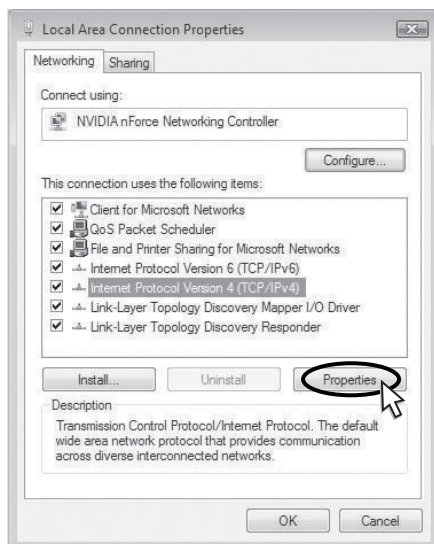 Local Area Connection Properties
Networking
Sharing
Connect using:
NVIDIA nForce Networking Controller
Configure...
This connection uses the following items:
Client for Microsoft Networks
QoS Packet Scheduler
File and Printer Sharing for Microsoft Networks
Internet Protocol Version 6 (TCP/IPv6)
Internet Protocol Version 4 (TCP/IPv4)
Link-Layer Topology Discovery Mapper I/O Driver
Link-Layer Topology Discovery Responder
Install...
Uninstall
Properties
Description
Transmission Control Protocol/Internet Protocol. The default
wide area network protocol that provides communication
across diverse interconnected networks.
OK
Cancel